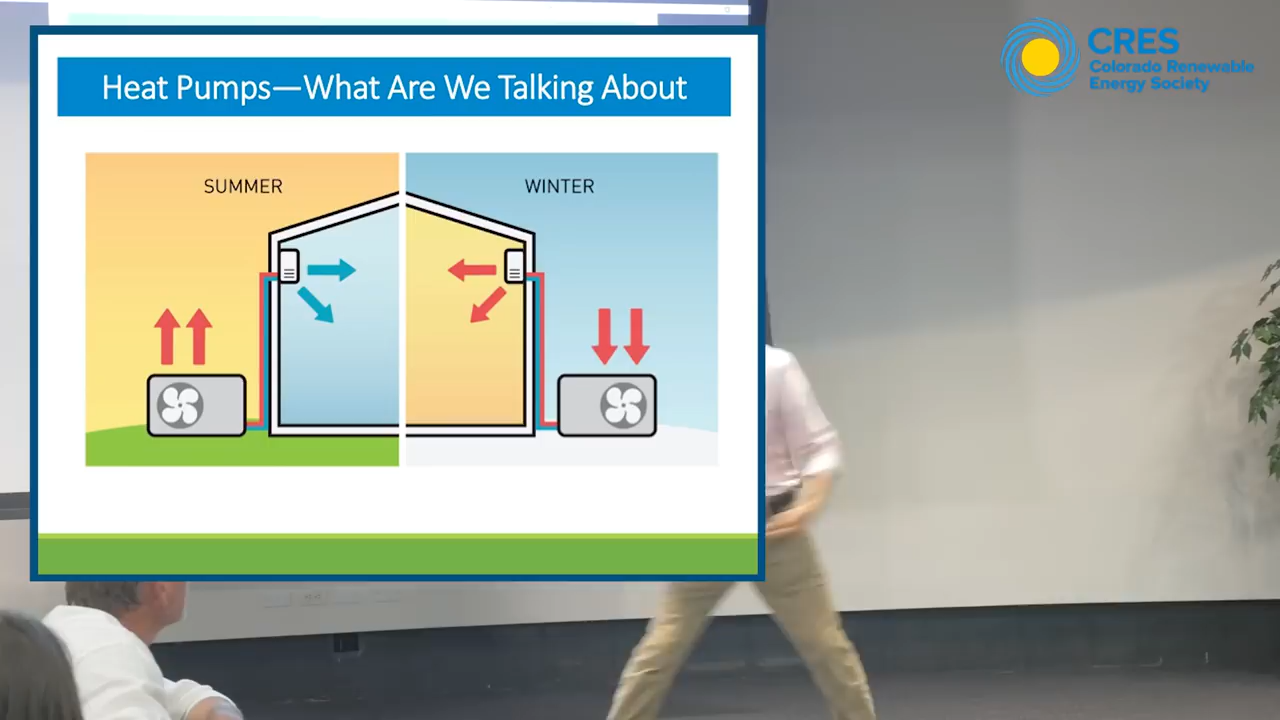 Heat Pumps—What Are We Talking About
SUMMER
WINTER
CRES
Colorado Renewable
Energy Society